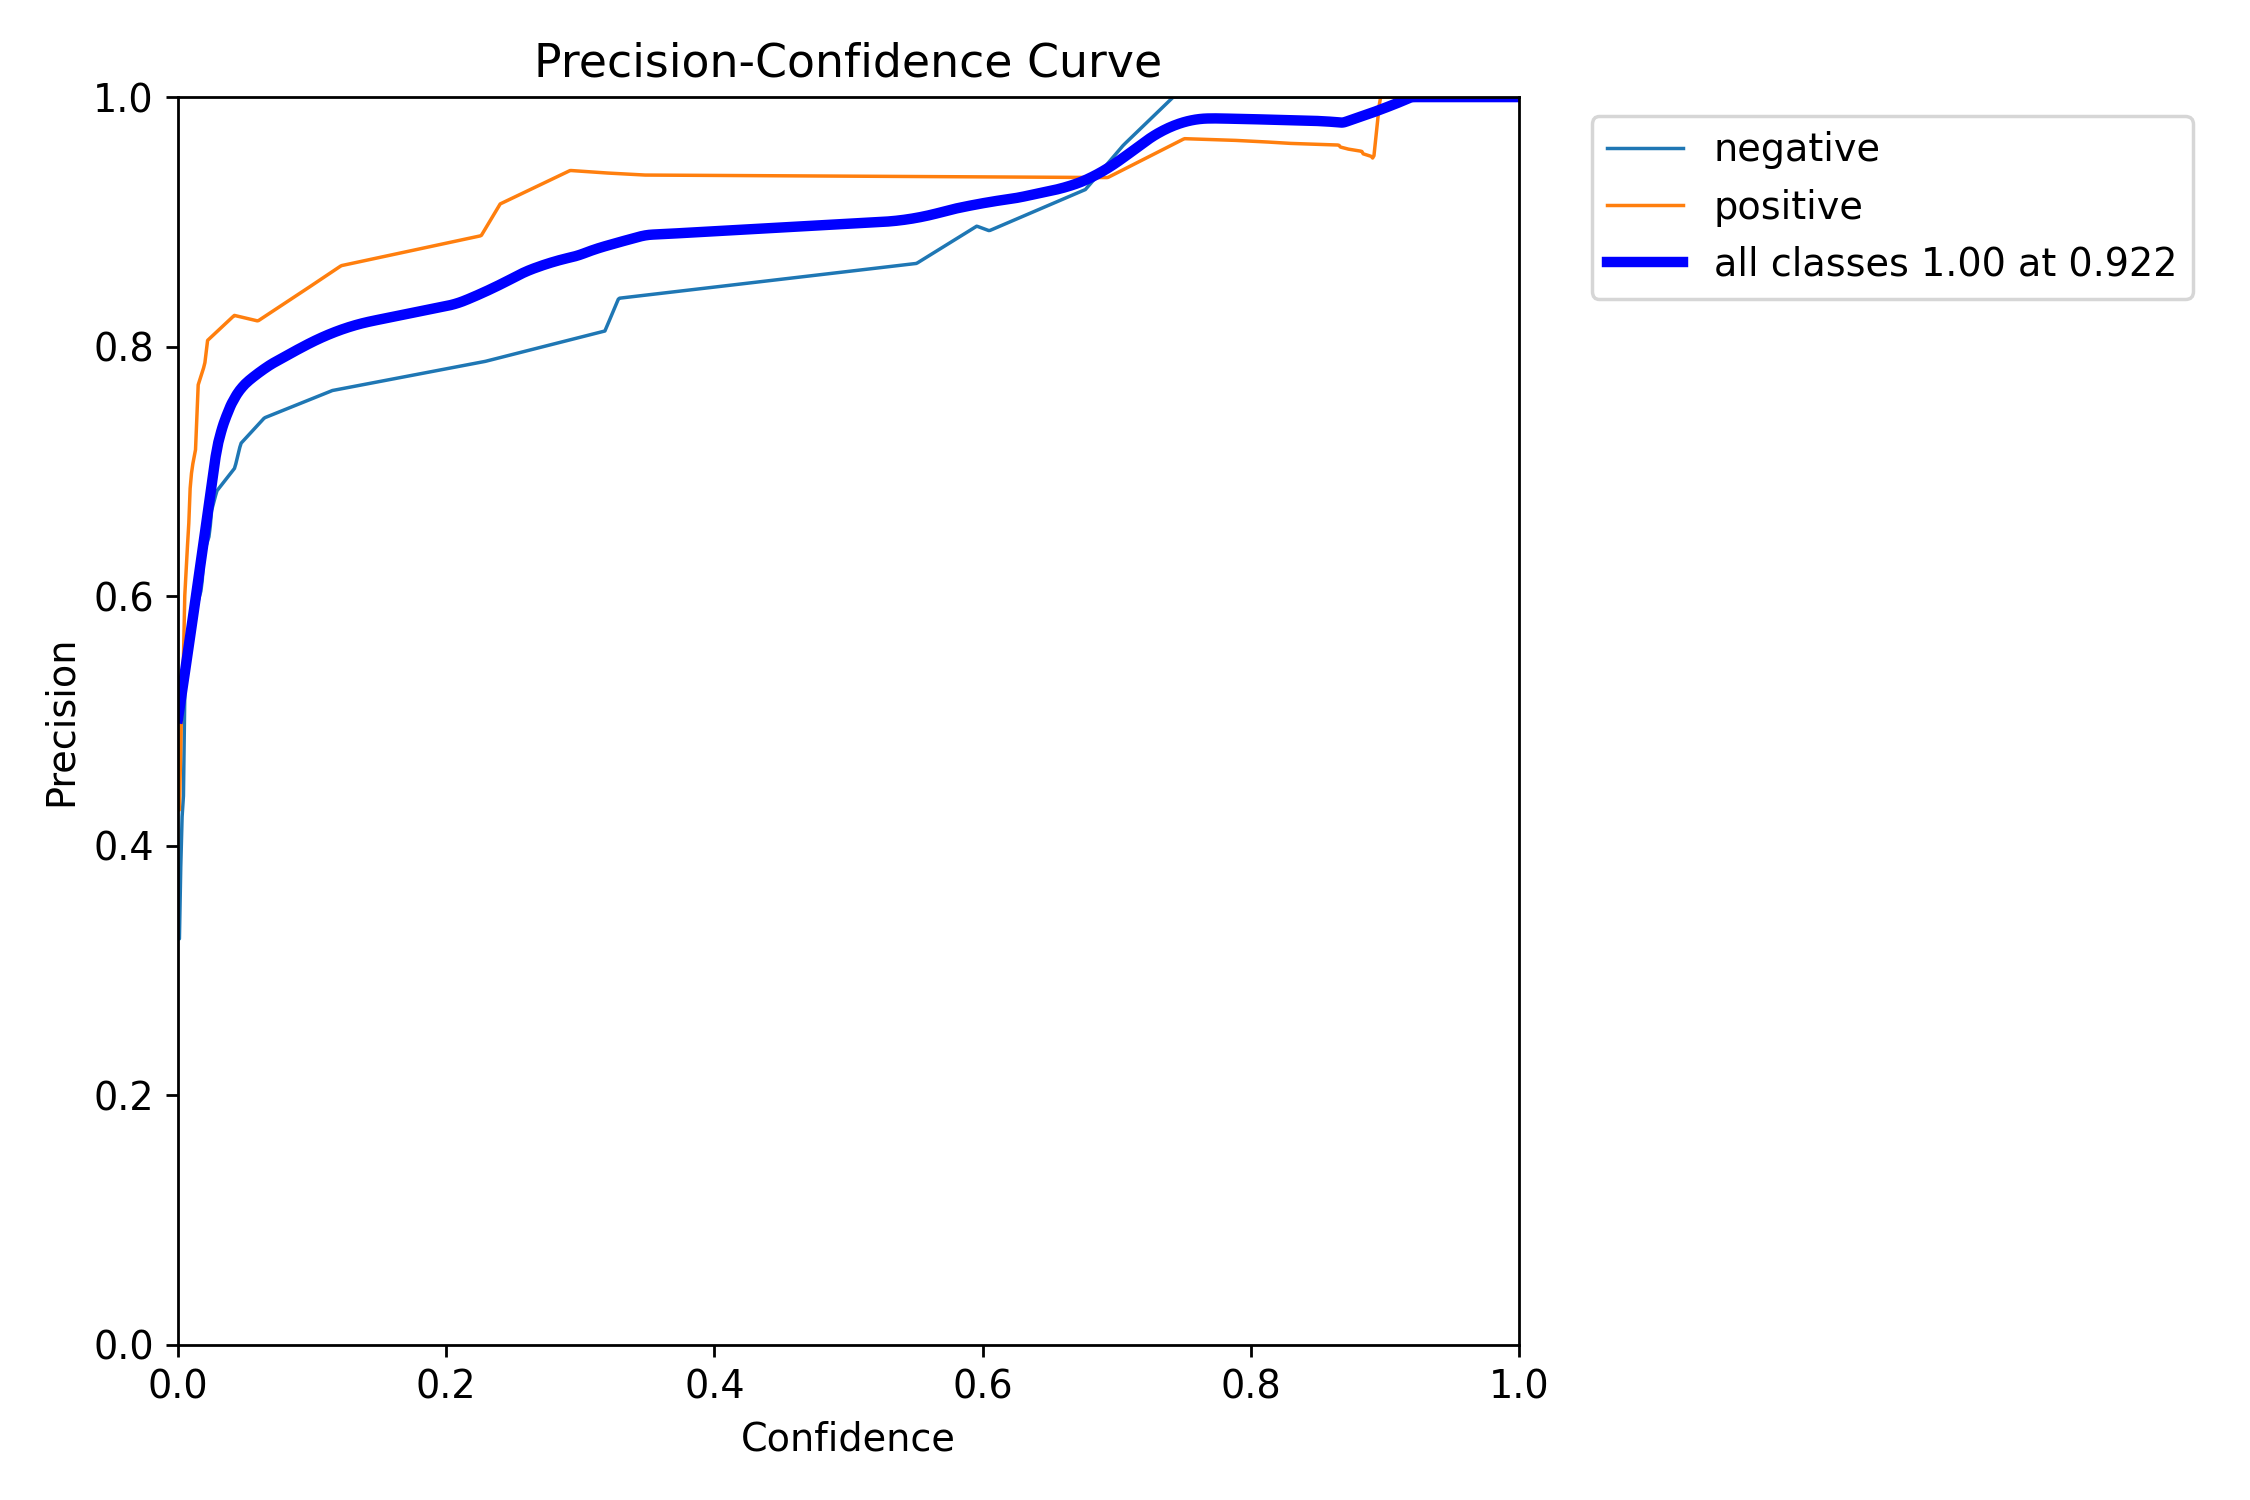 Precision-Confidence Curve
1.0
0.8
0.6
0.4
0.2
0.0
Precision
0.0 0.2 0.4 0.6 0.8 1.0
Confidence
negative
positive
all classes 1.00 at 0.922